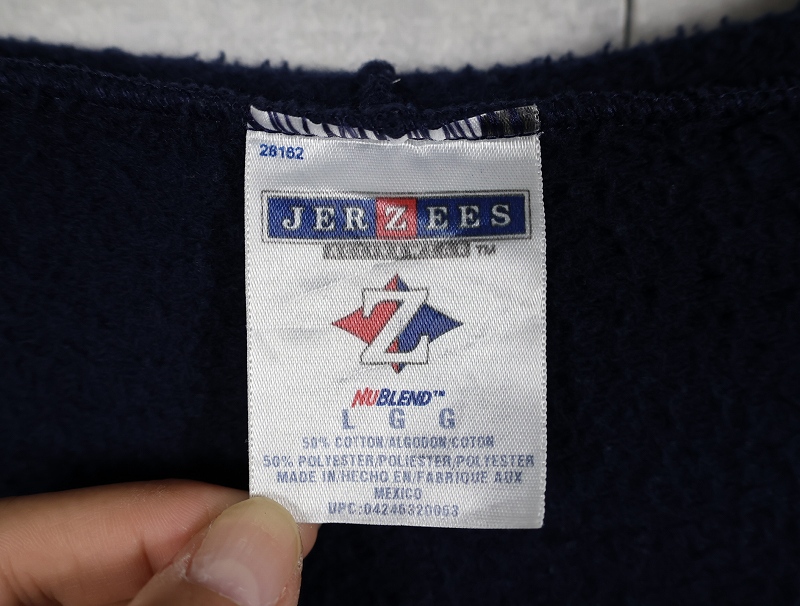 28162
JERZEES
TM
Z
NUBLEND™
L G G
50% COTTON/ALGODON/COTON
50% POLYESTER/POLIESTER/POLYESTER
MADE IN/HECHO EN/FABRIQUE AUX
MEXICO
UPC:04246320063